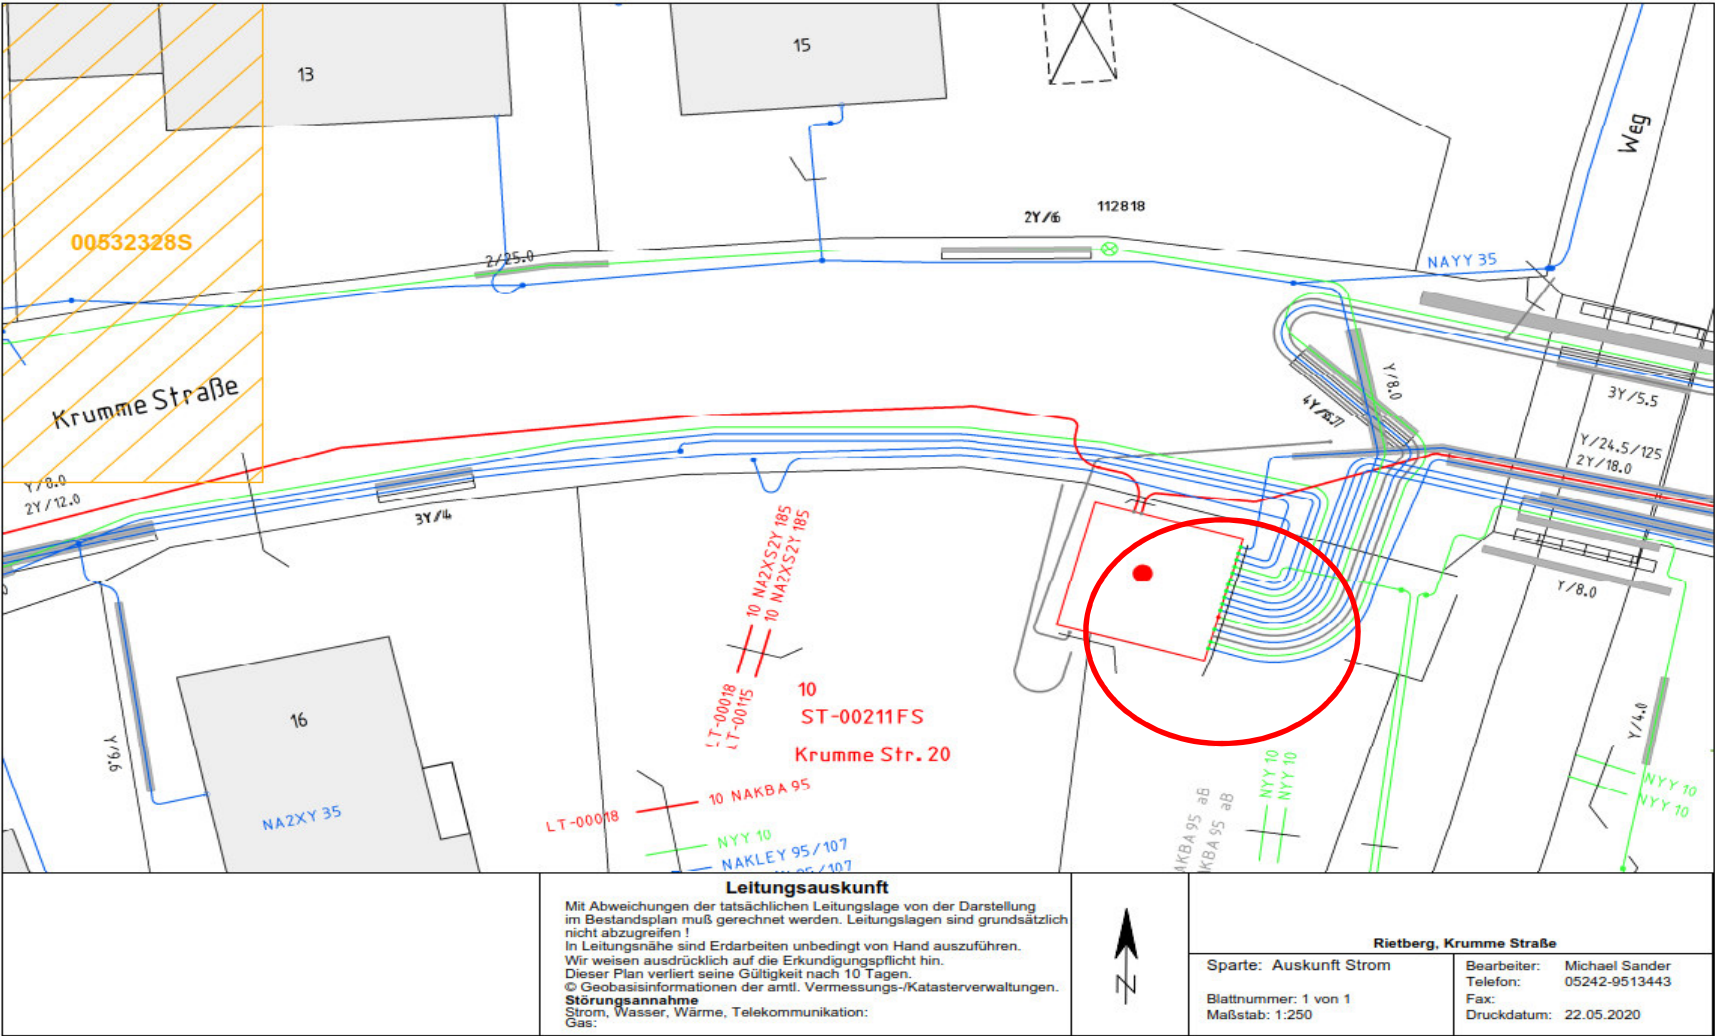 13
15
Weg
00532328S
2/25.0
2Y/6
112818
NAYY 35
Krumme Straße
Y/8.0
3Y/5.5
Y/24.5/125
2Y/18.0
Y/8.0
2Y/12.0
3Y/4
10 NA2XS2Y 185
10 NA2XS2Y 185
LT-00018
LT-00115
10
ST-00211FS
Krumme Str. 20
Y/8.0
Y/4.0
16
Y/9.6
NA2XY 35
10 NAKBA 95
LT-00018
NYY 10
NAKLEY 95/107
NYY 10
NYY 10
NYY 10
NYY 10
Leitungsauskunft
Mit Abweichungen der tatsächlichen Leitungslage von der Darstellung
im Bestandsplan muß gerechnet werden. Leitungslagen sind grundsätzlich
nicht abzugreifen !
In Leitungsnähe sind Erdarbeiten unbedingt von Hand auszuführen.
Wir weisen ausdrücklich auf die Erkundigungspflicht hin.
Dieser Plan verliert seine Gültigkeit nach 10 Tagen.
© Geobasisinformationen der amtl. Vermessungs-/Katasterverwaltungen.
Störungsannahme
Strom, Wasser, Wärme, Telekommunikation:
Gas:
N
Rietberg, Krumme Straße
Sparte: Auskunft Strom
Blattnummer: 1 von 1
Maßstab: 1:250
Bearbeiter: Michael Sander
Telefon: 05242-9513443
Fax:
Druckdatum: 22.05.2020